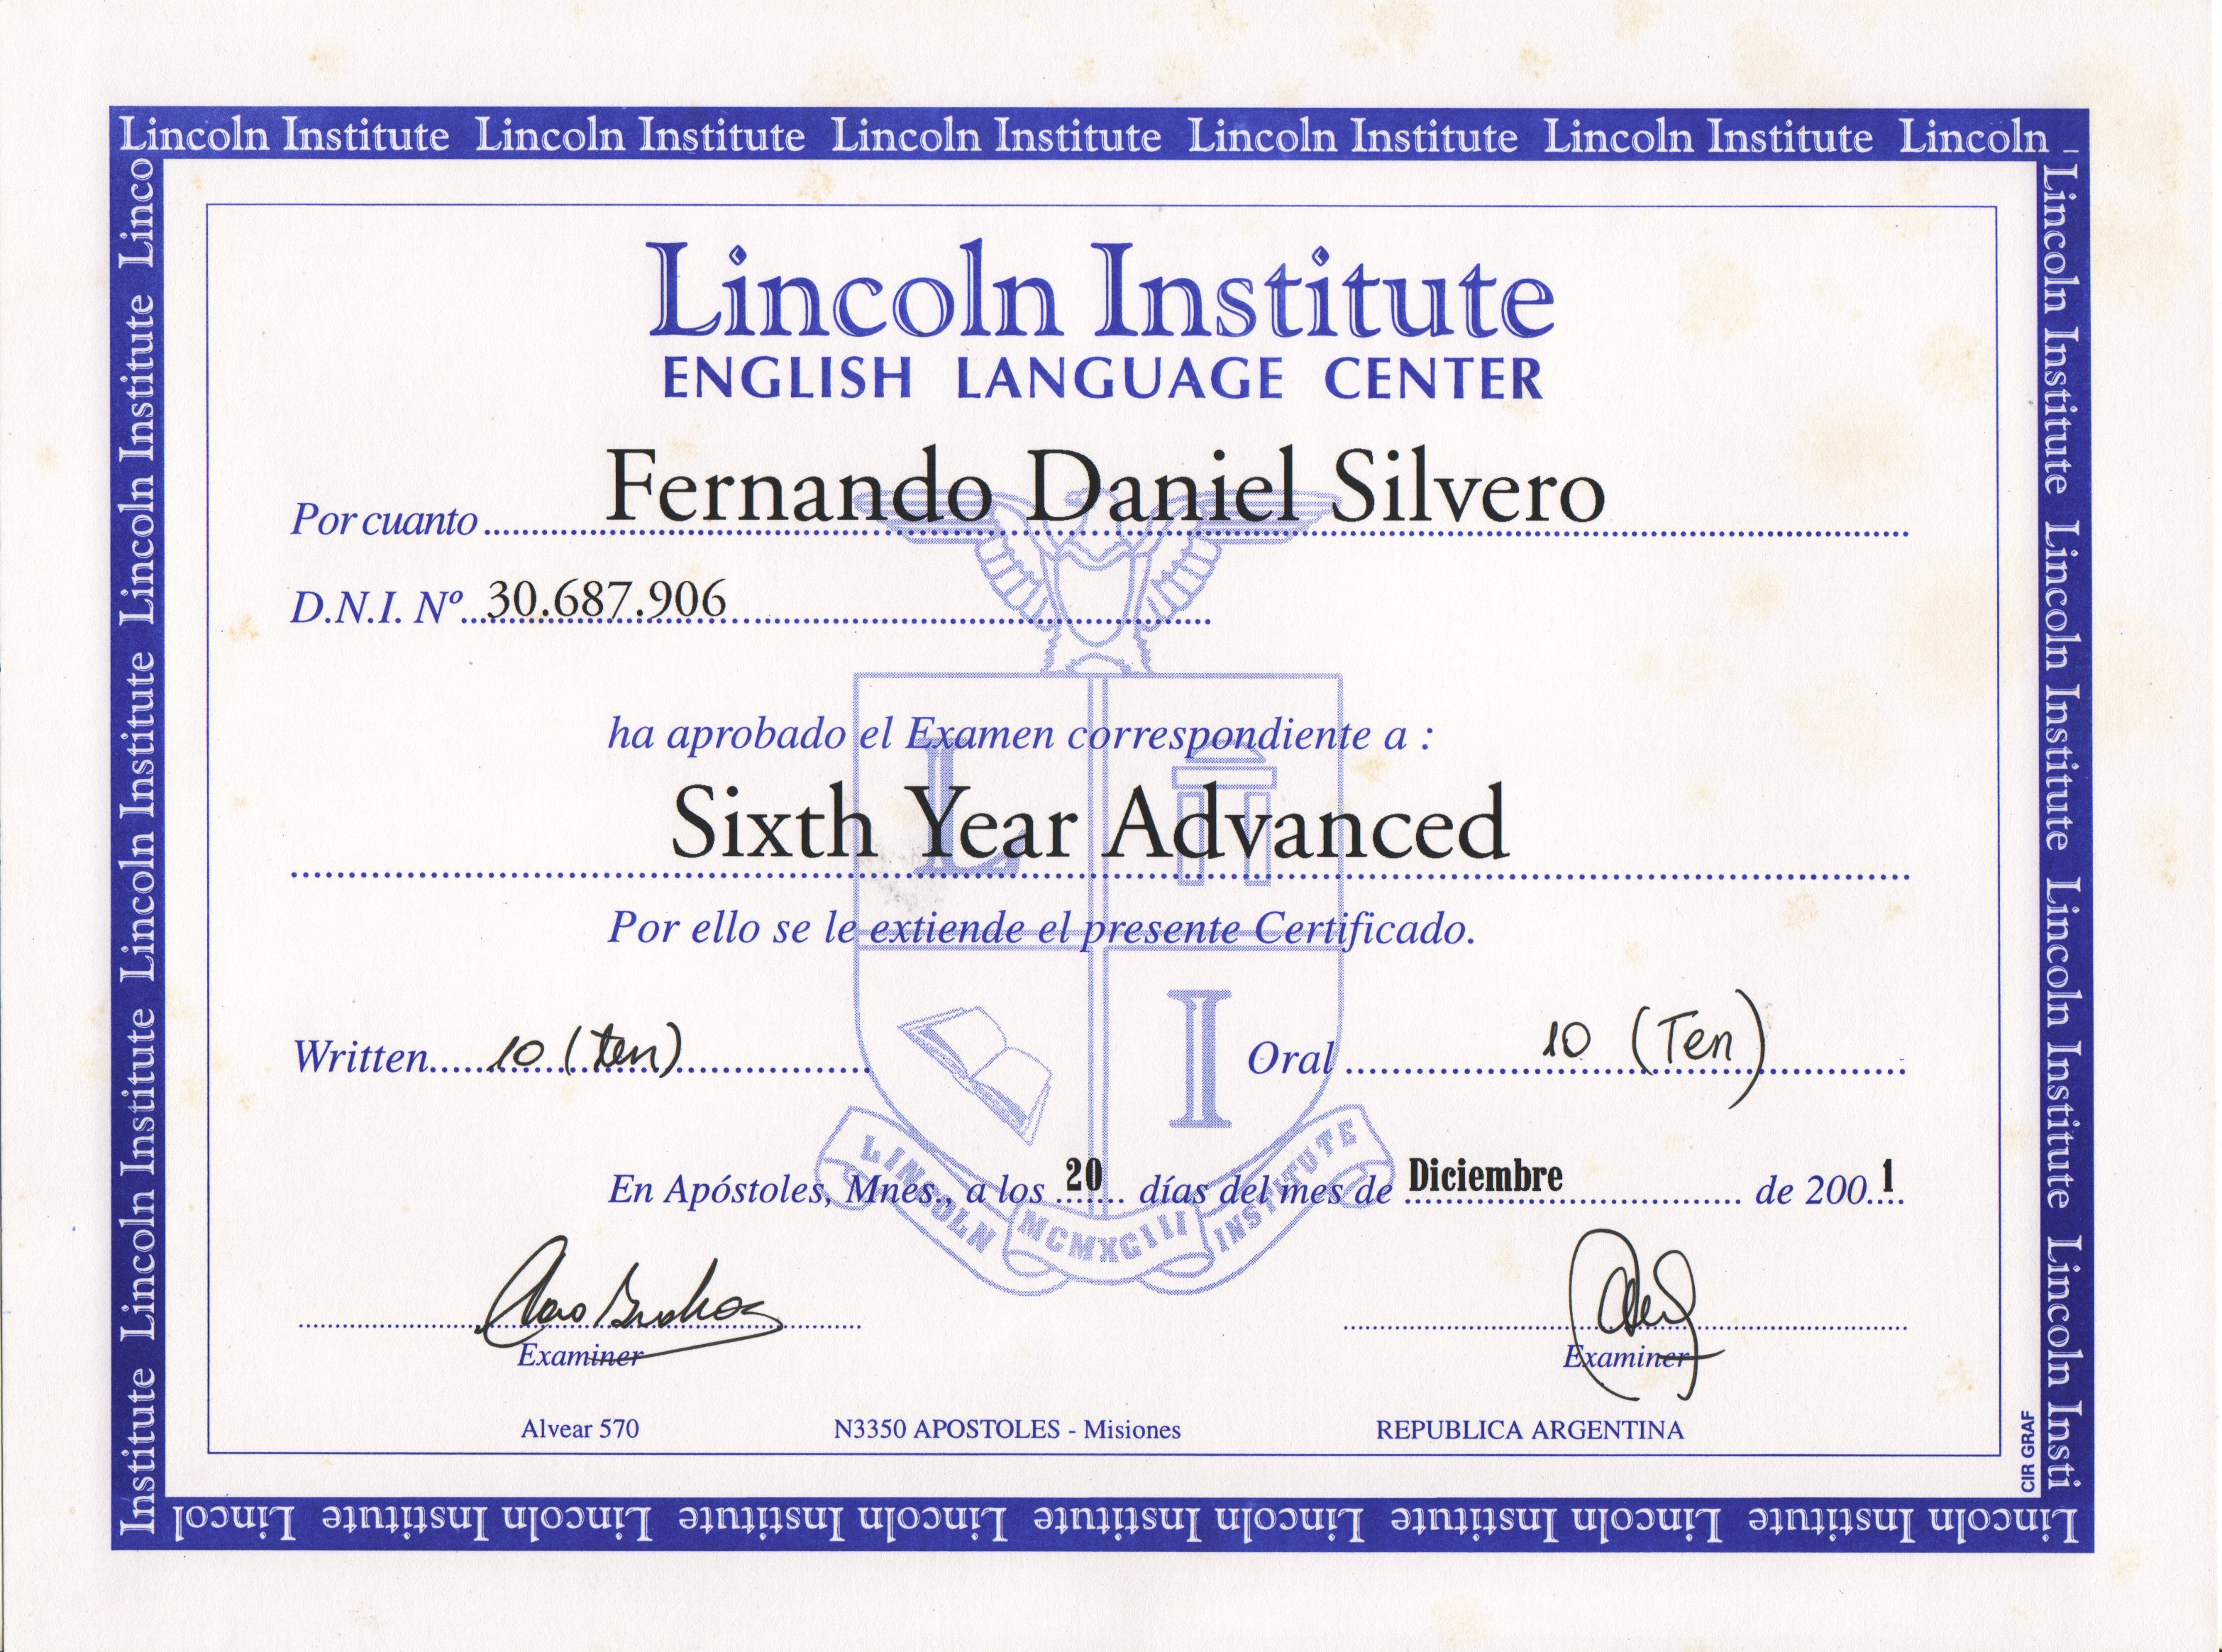 Lincoln Institute Lincoln Institute Lincoln Institute Lincoln Institute Lincoln Institute Lincoln
Institute Lincoln Institute Lincoln Institute Lincoln Institute Linco
Lincoln Institute Lincoln Institute Lincoln Institute Lincoln Insti
Lincoln Institute
ENGLISH LANGUAGE CENTER
Por cuanto Fernando Daniel Silvero
D.N.I. Nº 30.687.906
ha aprobado el Examen correspondiente a :
L
Sixth Year Advanced
Por ello se le extiende el presente Certificado.
I
Written 10 (ten) Oral 10 (Ten)
En Apóstoles, Mnes., a los 20 días del mes de Diciembre de 200 1
LINCOLN MCMXCIII INSTITUTE
Examiner Examiner
Alvear 570 N3350 APOSTOLES - Misiones REPUBLICA ARGENTINA
CIR GRAF
Lincoln Institute Lincoln Institute Lincoln Institute Lincoln Institute Lincoln Institute Lincol